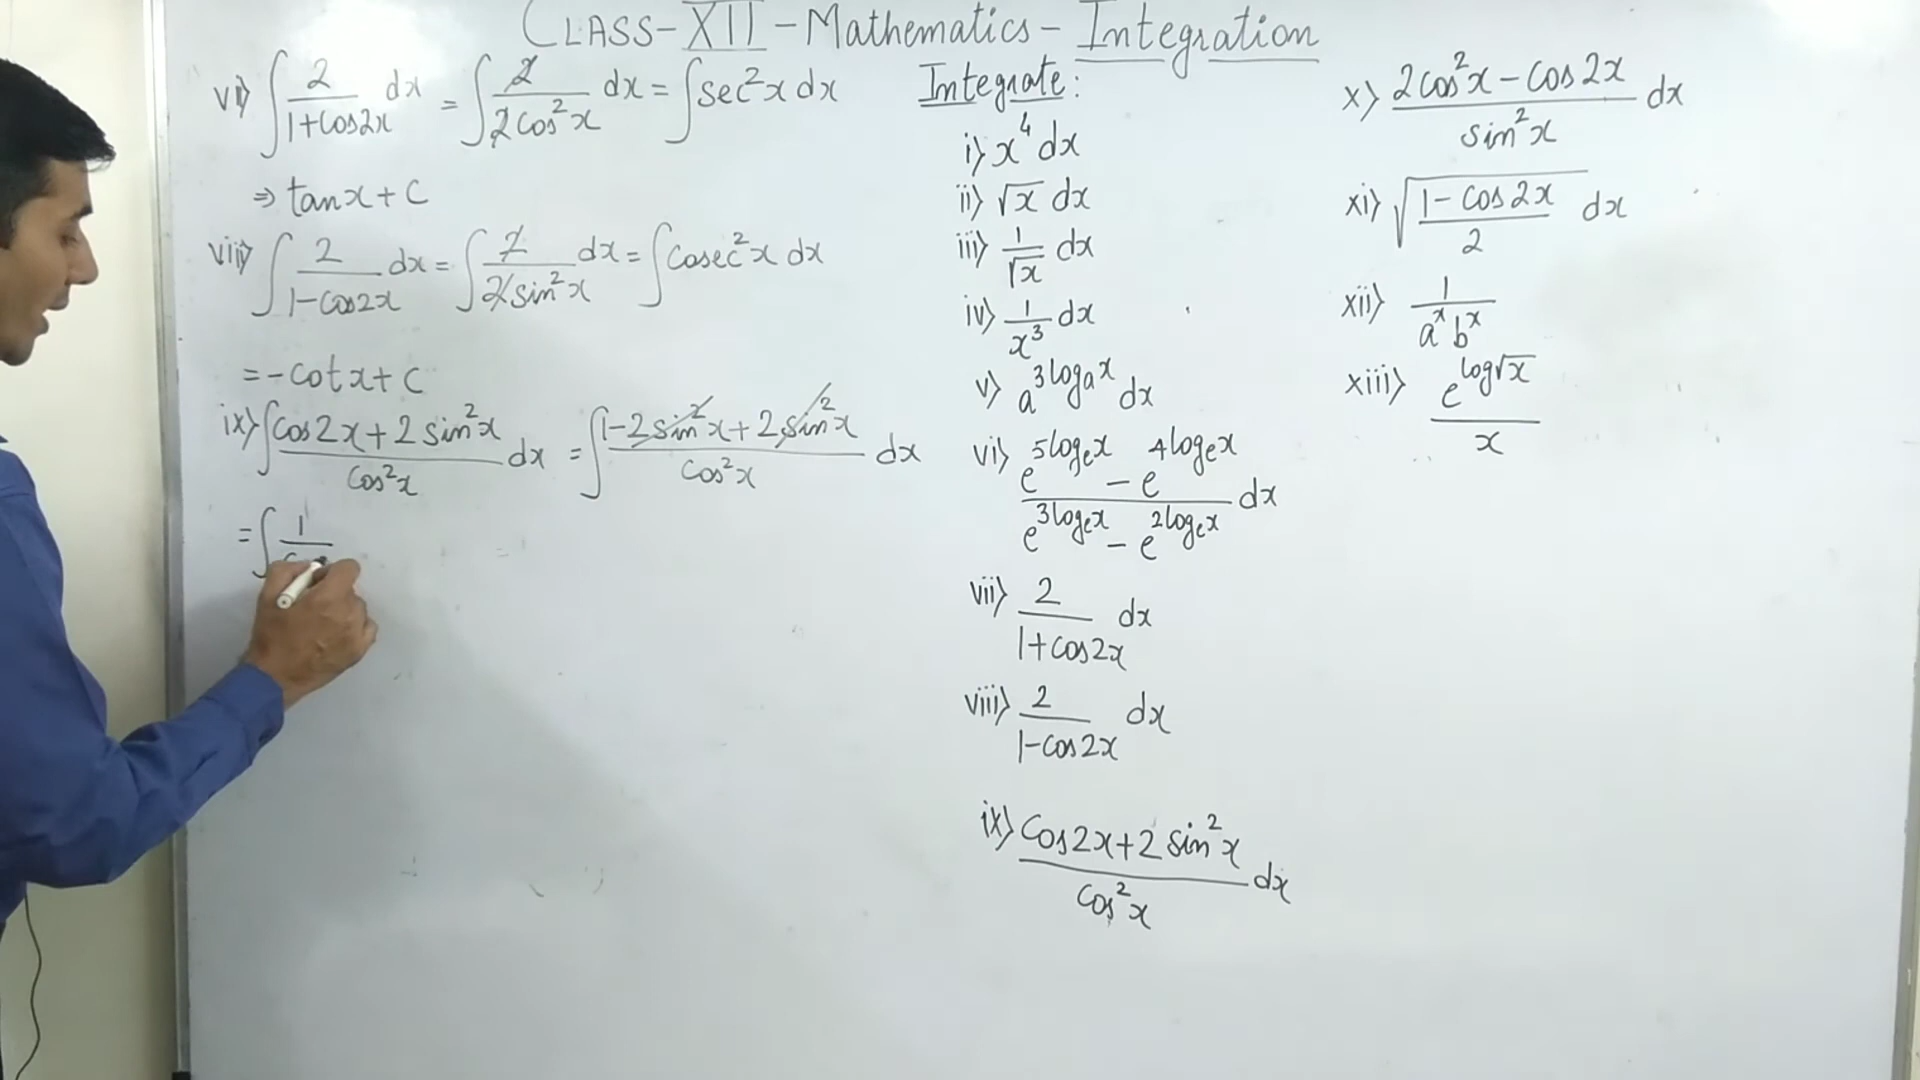 CLASS-XII-Mathematics-Integration
vii) ∫ 2/(1+Cos2x) dx = ∫ 2/(2Cos²x) dx = ∫sec²x dx
⇒ tanx+C
viii) ∫ 2/(1-Cos2x) dx = ∫ 2/(2sin²x) dx = ∫Cosec²x dx
= -cotx+C
ix) ∫ (Cos2x+2sin²x)/(Cos²x) dx = ∫ (1-2sin²x+2sin²x)/(Cos²x) dx
= ∫ 1/
Integrate:
i) x⁴ dx
ii) √x dx
iii) 1/√x dx
iv) 1/x³ dx
v) a^(3logₐx) dx
vi) (e^(5logₑx) - e^(4logₑx))/(e^(3logₑx) - e^(2logₑx)) dx
vii) 2/(1+Cos2x) dx
viii) 2/(1-Cos2x) dx
ix) (Cos2x+2sin²x)/(Cos²x) dx
x) (2Cos²x-Cos2x)/(sin²x) dx
xi) √((1-Cos2x)/2) dx
xii) 1/(aˣbˣ)
xiii) e^(log√x)/x